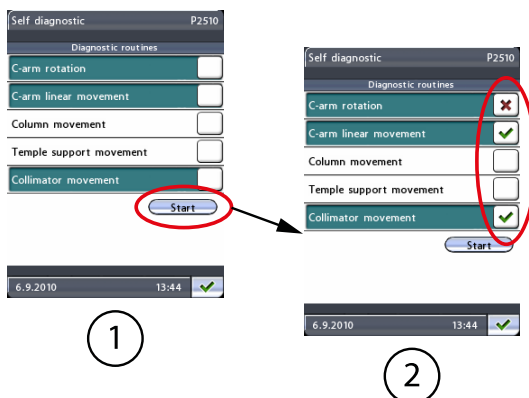 Self diagnostic P2510
Diagnostic routines
C-arm rotation
C-arm linear movement
Column movement
Temple support movement
Collimator movement
Start
6.9.2010 13:44
1
Self diagnostic P2510
Diagnostic routines
C-arm rotation
C-arm linear movement
Column movement
Temple support movement
Collimator movement
Start
6.9.2010 13:44
2